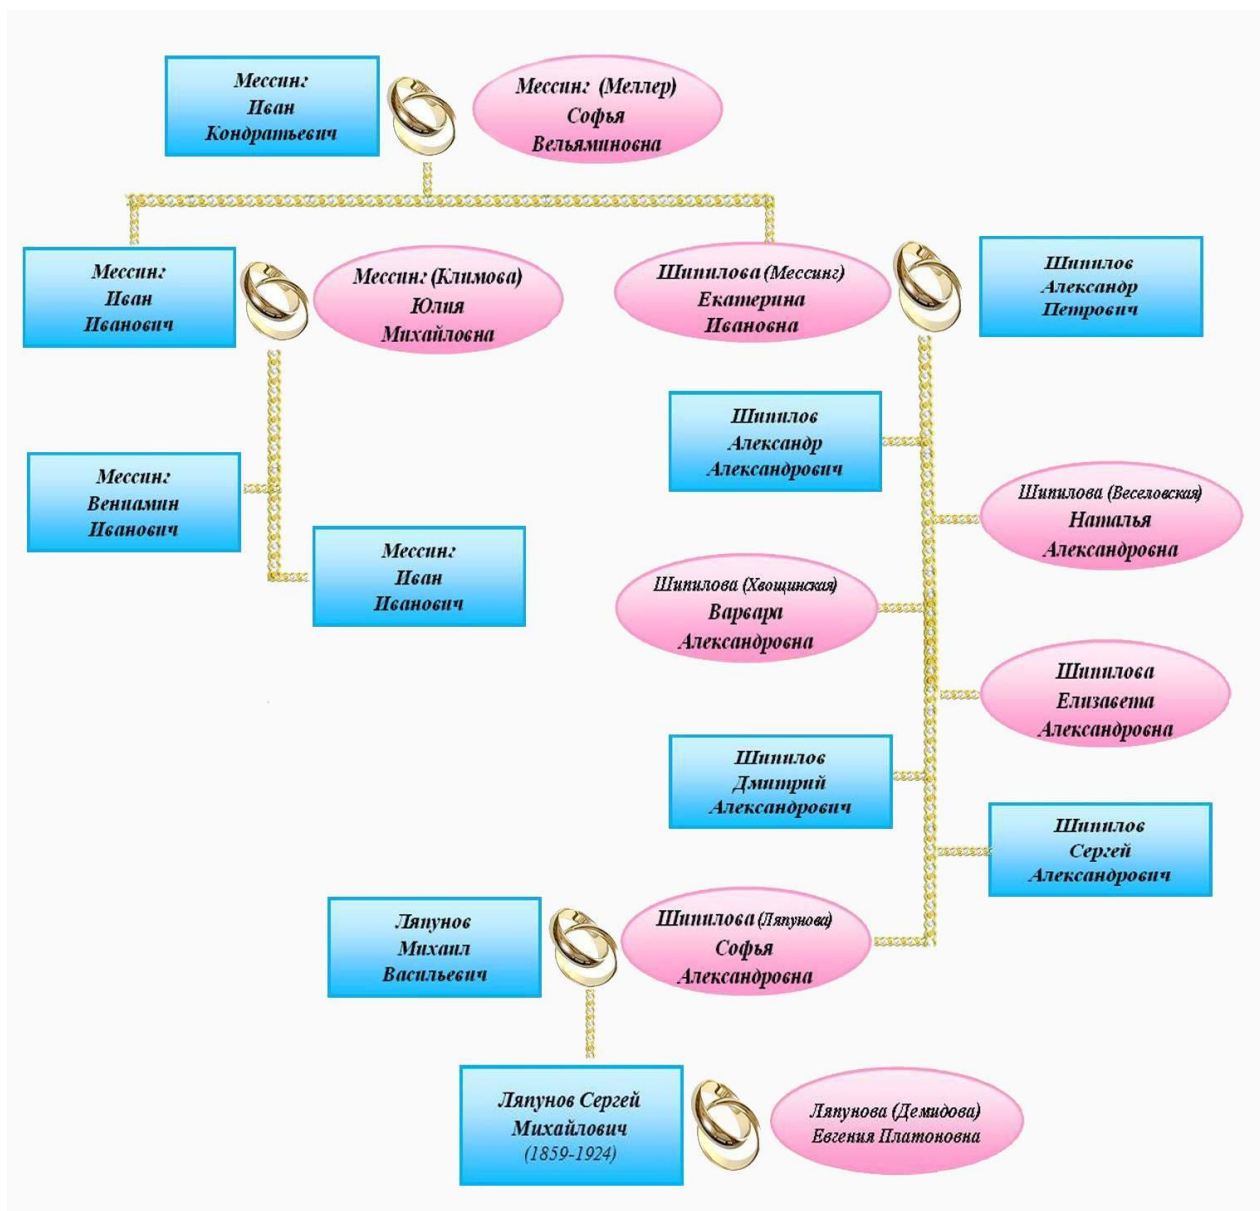 Мессинг
Иван
Кондратьевич
Мессинг (Меллер)
Софья
Вельяминовна
Мессинг
Иван
Иванович
Мессинг (Климова)
Юлия
Михайловна
Шипилова (Мессинг)
Екатерина
Ивановна
Шипилов
Александр
Петрович
Шипилов
Александр
Александрович
Мессинг
Вениамин
Иванович
Шипилова (Веселовская)
Наталья
Александровна
Мессинг
Иван
Иванович
Шипилова (Хвощинская)
Варвара
Александровна
Шипилова
Елизавета
Александровна
Шипилов
Дмитрий
Александрович
Шипилов
Сергей
Александрович
Ляпунов
Михаил
Васильевич
Шипилова (Ляпунова)
Софья
Александровна
Ляпунов Сергей
Михайлович
(1859-1924)
Ляпунова (Демидова)
Евгения Платоновна